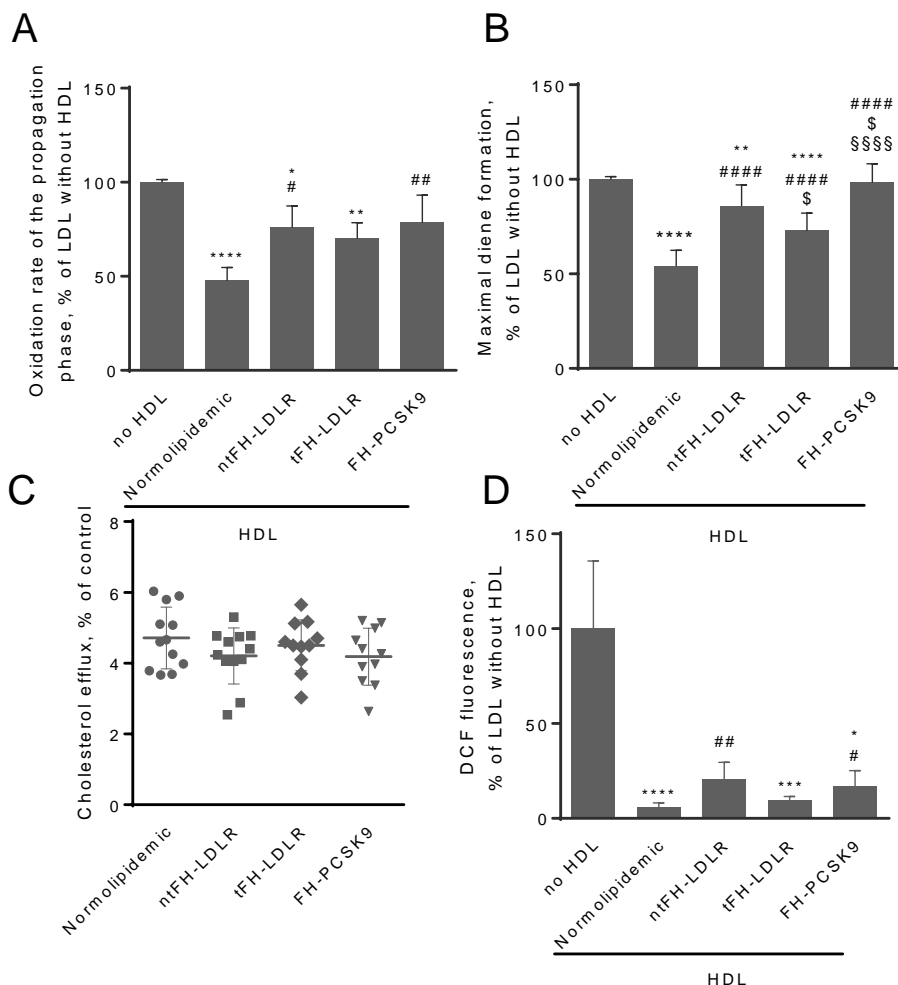 A
Oxidation rate of the propagation
phase, % of LDL without HDL
150
100
50
0
****
*
#
**
##
no HDL
Normolipidemic
ntFH-LDLR
tFH-LDLR
FH-PCSK9
HDL
B
Maximal diene formation,
% of LDL without HDL
150
100
50
0
****
**
####
****
####
$
####
$
§§§§
no HDL
Normolipidemic
ntFH-LDLR
tFH-LDLR
FH-PCSK9
HDL
C
Cholesterol efflux, % of control
8
6
4
2
0
Normolipidemic
ntFH-LDLR
tFH-LDLR
FH-PCSK9
D
DCF fluorescence,
% of LDL without HDL
150
100
50
0
****
##
***
*
#
no HDL
Normolipidemic
ntFH-LDLR
tFH-LDLR
FH-PCSK9
HDL